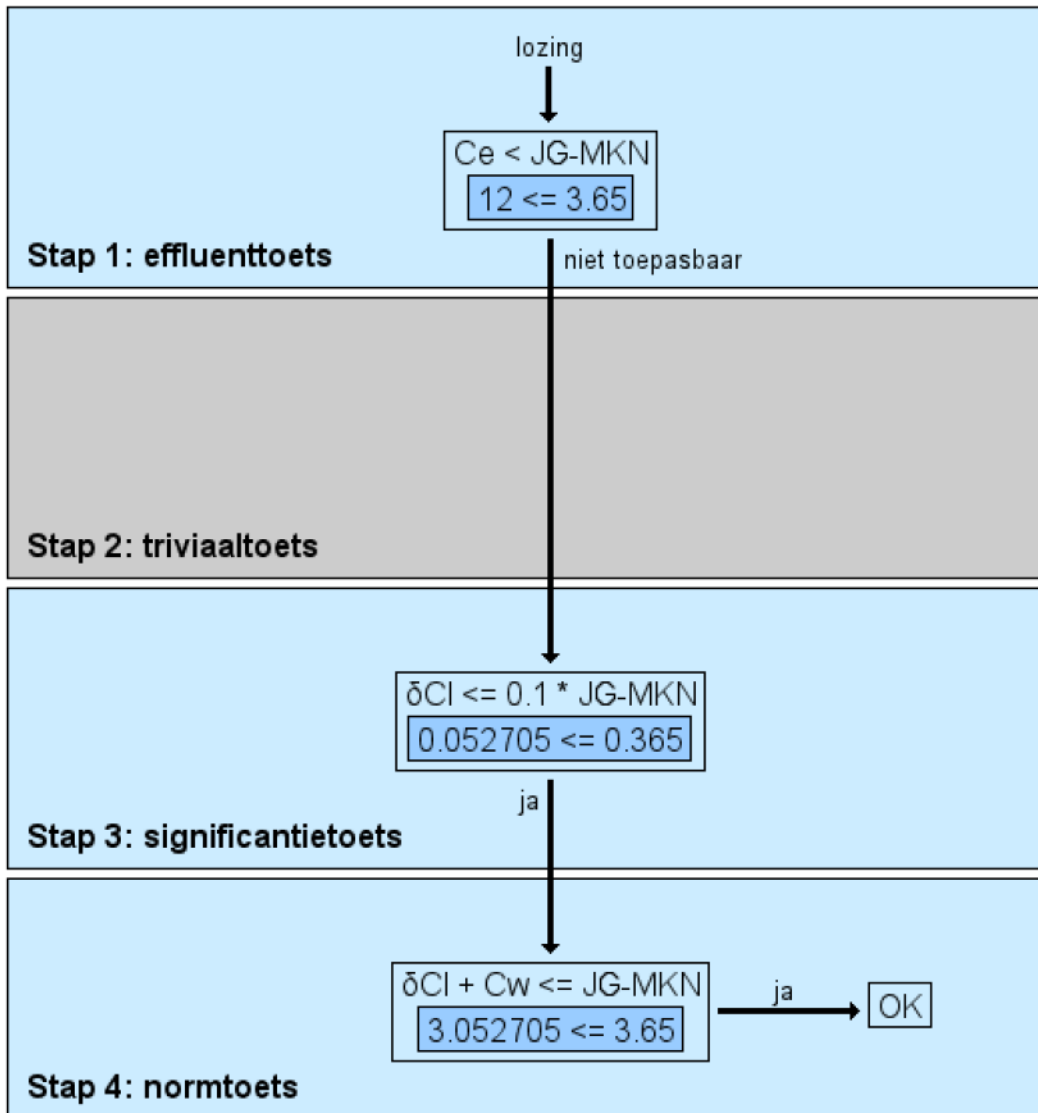 lozing
Ce < JG-MKN
12 <= 3.65
Stap 1: effluenttoets
niet toepasbaar
Stap 2: triviaaltoets
δCl <= 0.1 * JG-MKN
0.052705 <= 0.365
ja
Stap 3: significantietoets
δCl + Cw <= JG-MKN
3.052705 <= 3.65
ja
OK
Stap 4: normtoets